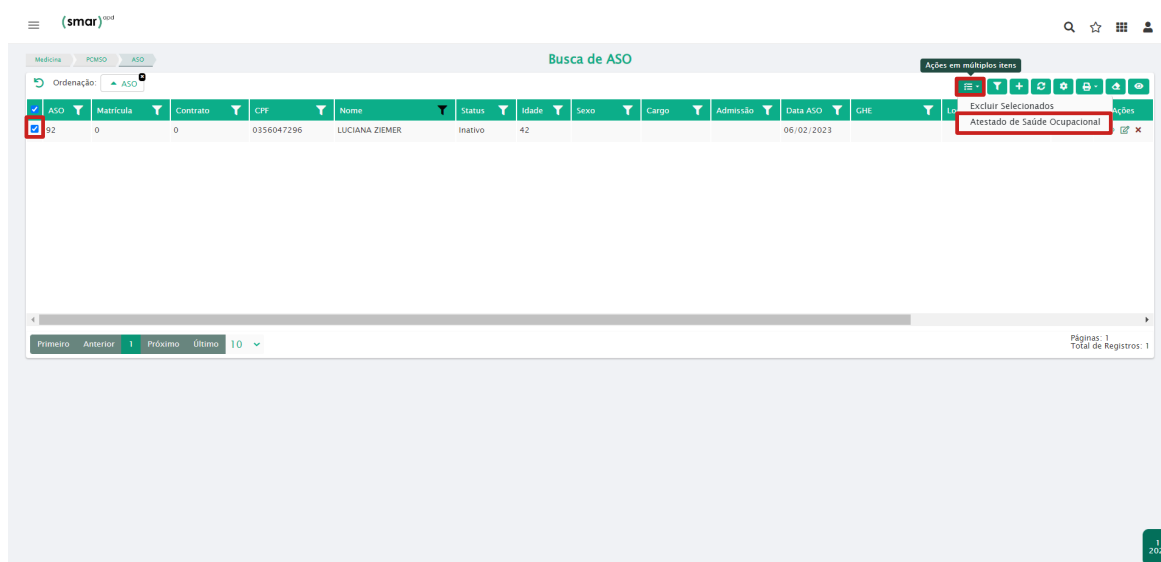 (smar)apd
Medicina PCMSO ASO
Busca de ASO
Ações em múltiplos itens
Ordenação: ASO
ASO Matrícula Contrato CPF Nome Status Idade Sexo Cargo Admissão Data ASO GHE Ações
Excluir Selecionados
Atestado de Saúde Ocupacional
92 0 0 0356047296 LUCIANA ZIEMER Inativo 42 06/02/2023
Primeiro Anterior 1 Próximo Último 10
Páginas: 1
Total de Registros: 1